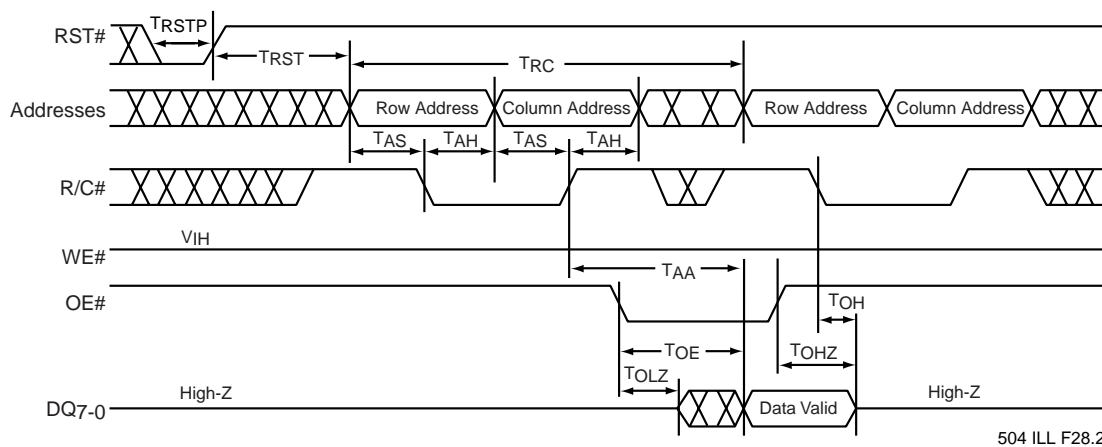 RST#
TRSTP
TRST
TRC
Addresses
Row Address
Column Address
Row Address
Column Address
TAS
TAH
TAS
TAH
R/C#
VIH
WE#
TAA
OE#
TOH
TOE
TOHZ
TOLZ
High-Z
Data Valid
High-Z
DQ7-0
504 ILL F28.2